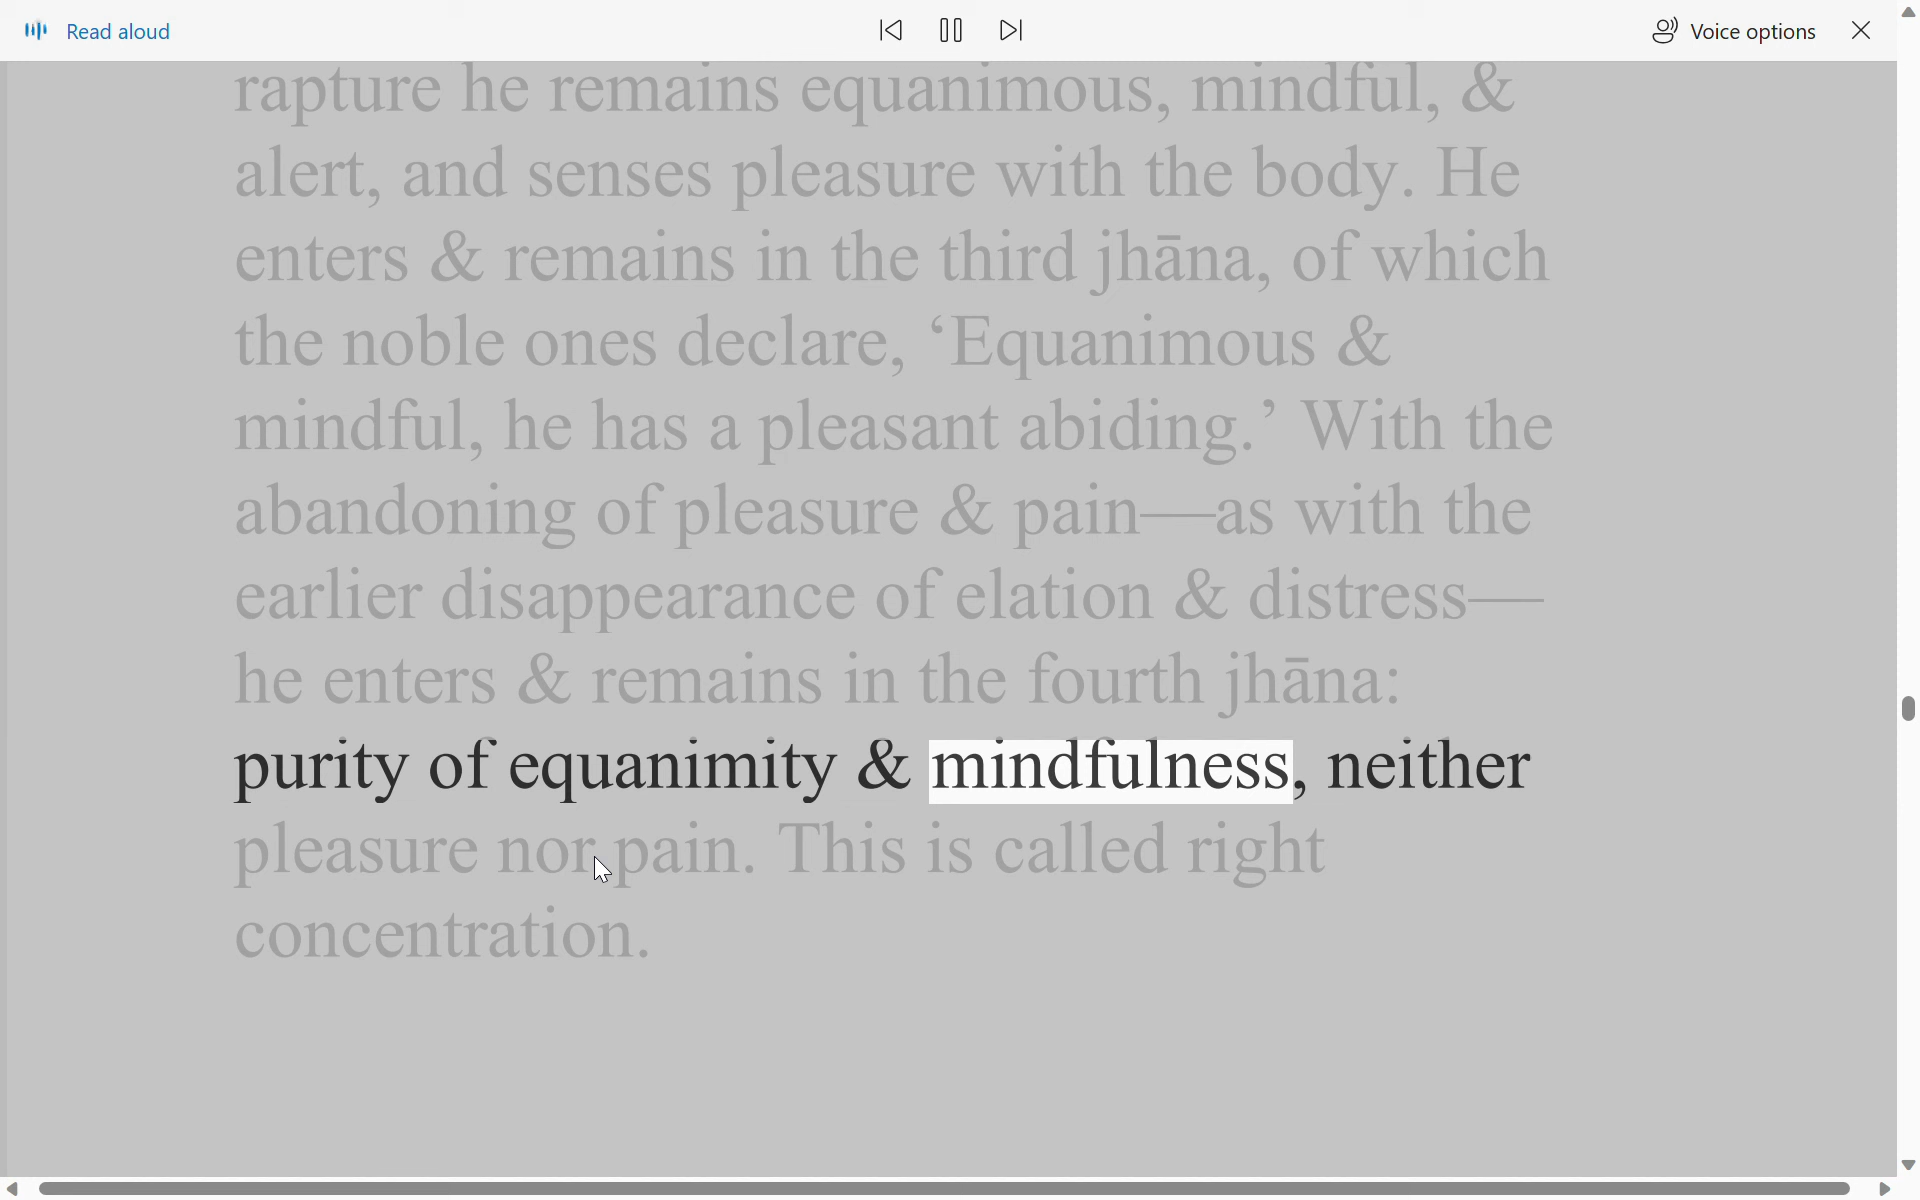 Read aloud
Voice options
rapture he remains equanimous, mindful, &
alert, and senses pleasure with the body. He
enters & remains in the third jhāna, of which
the noble ones declare, ‘Equanimous &
mindful, he has a pleasant abiding.’ With the
abandoning of pleasure & pain—as with the
earlier disappearance of elation & distress—
he enters & remains in the fourth jhāna:
purity of equanimity & mindfulness, neither
pleasure nor pain. This is called right
concentration.